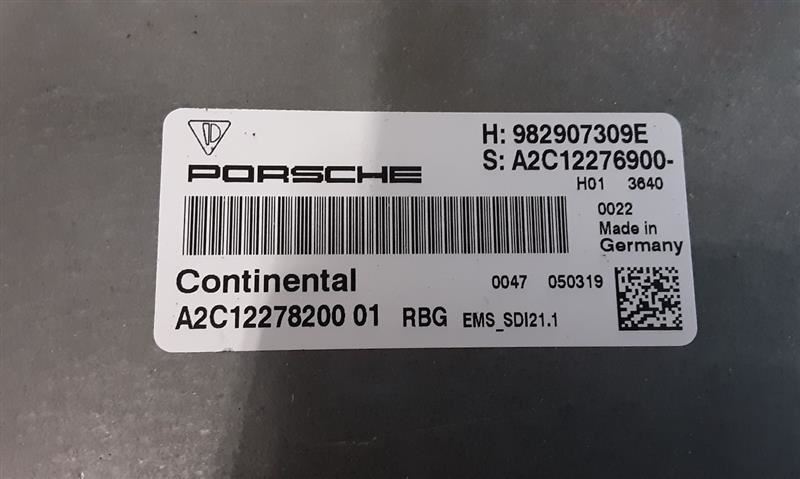 PORSCHE
H: 982907309E
S: A2C12276900-
H01 3640
0022
Made in
Germany
Continental
0047 050319
A2C12278200 01 RBG EMS_SDI21.1